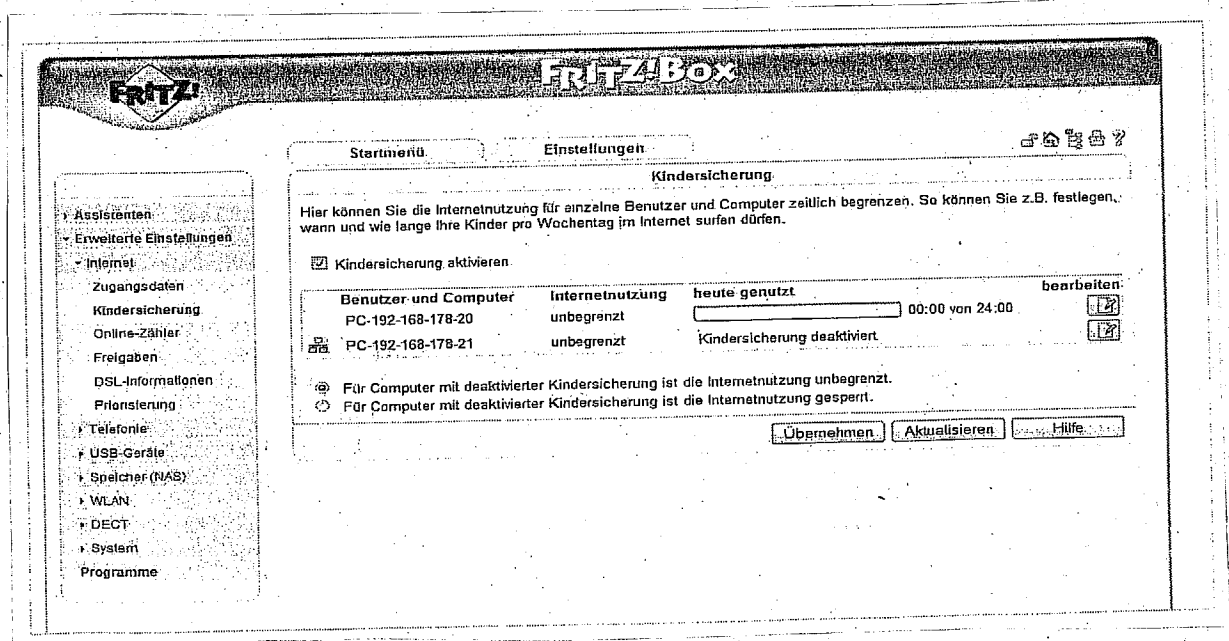 FRITZ!
FRITZ!Box
Startmenü
Einstellungen
Kindersicherung
Hier können Sie die Internetnutzung für einzelne Benutzer und Computer zeitlich begrenzen. So können Sie z.B. festlegen,
wann und wie lange Ihre Kinder pro Wochentag im Internet surfen dürfen.
Kindersicherung aktivieren
Benutzer und Computer Internetnutzung heute genutzt bearbeiten
PC-192-168-178-20 unbegrenzt 00:00 von 24:00
PC-192-168-178-21 unbegrenzt Kindersicherung deaktiviert
Für Computer mit deaktivierter Kindersicherung ist die Internetnutzung unbegrenzt.
Für Computer mit deaktivierter Kindersicherung ist die Internetnutzung gesperrt.
Übernehmen Aktualisieren Hilfe
Assistenten
Erweiterte Einstellungen
Internet
Zugangsdaten
Kindersicherung
Online-Zähler
Freigaben
DSL-Informationen
Priorisierung
Telefonie
USB-Geräte
Speicher (NAS)
WLAN
DECT
System
Programme